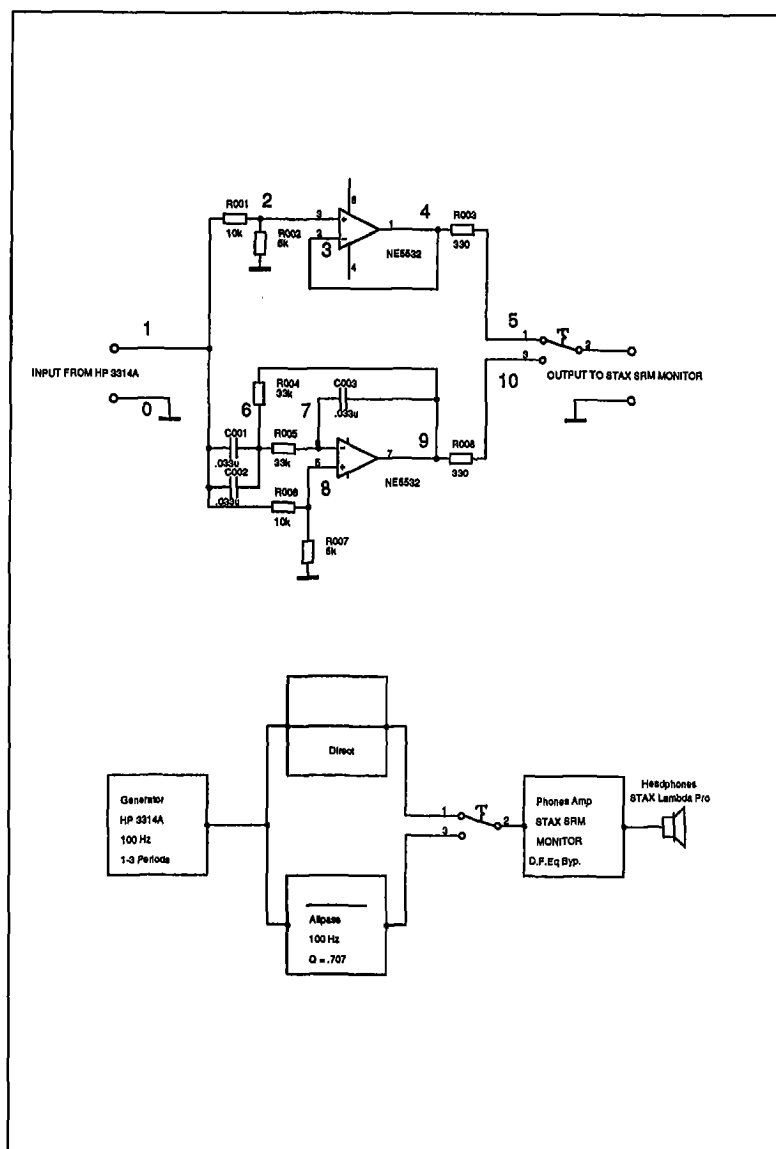 R001
10k
2
R002
5k
3
2
3
8
4
1
NE5532
4
R003
330
1
INPUT FROM HP 3314A
0
5
1
2
3
10
OUTPUT TO STAX SRM MONITOR
R004
33k
6
7
C003
.033u
C001
.033u
C002
.033u
R005
33k
6
5
7
8
9
NE5532
R008
330
R006
10k
R007
5k
Direct
Generator
HP 3314A
100 Hz
1-3 Periods
Allpass
100 Hz
Q = .707
1
2
3
Phones Amp
STAX SRM
MONITOR
D.F.Eq Byp.
Headphones
STAX Lambda Pro